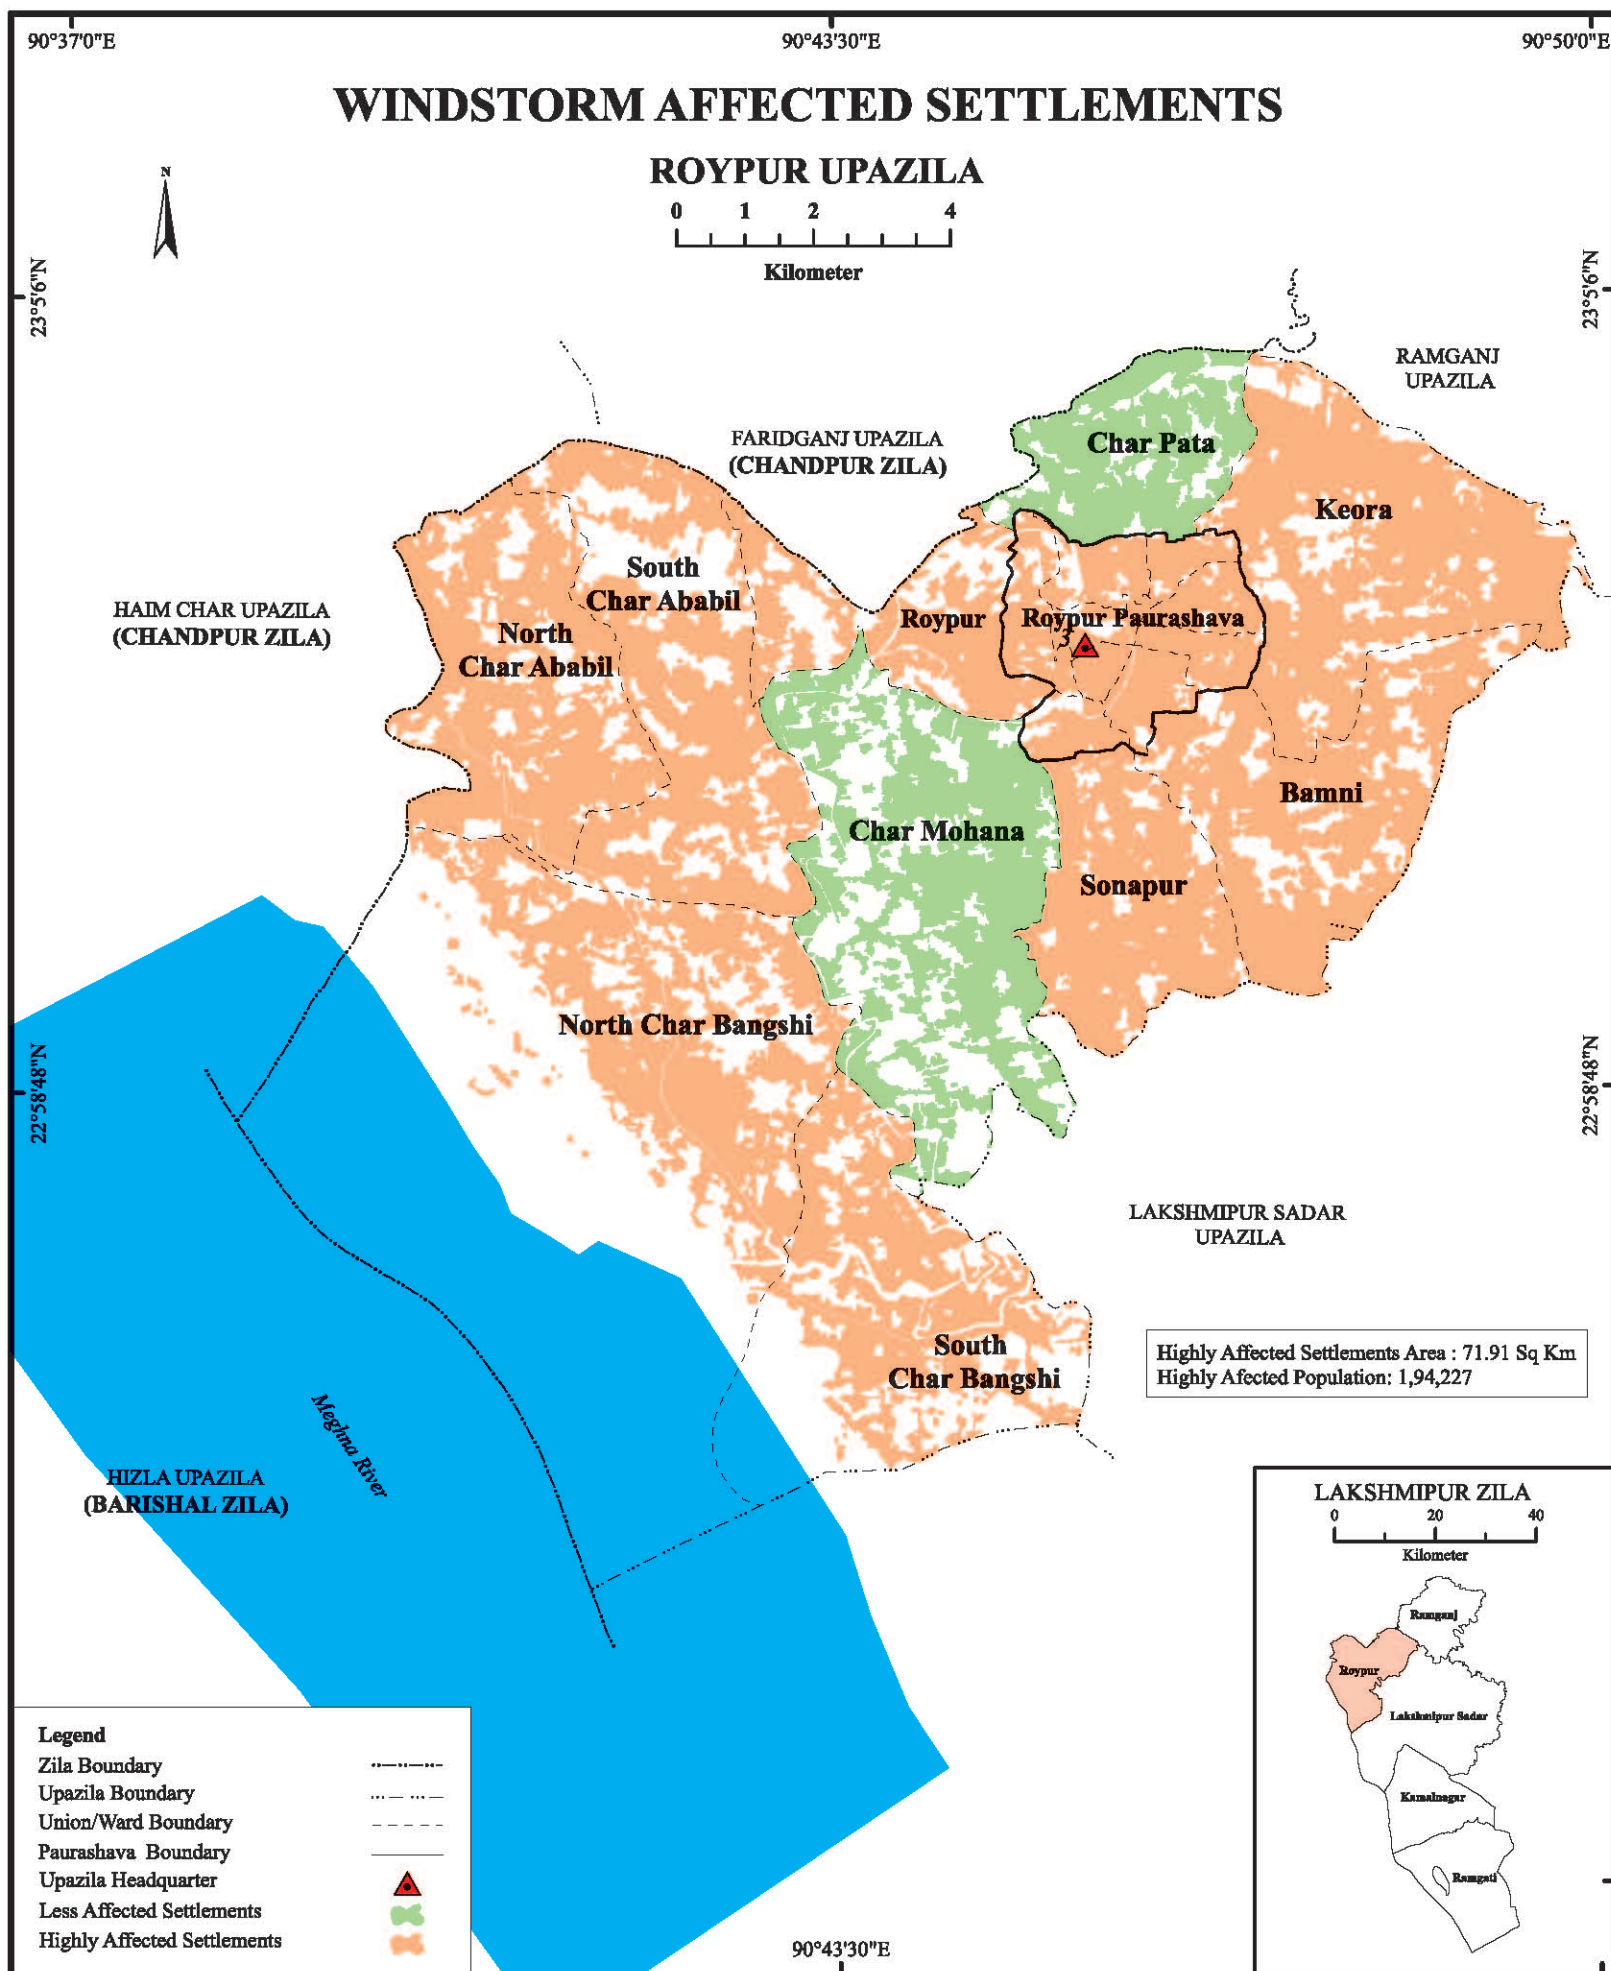 90°37'0"E
90°43'30"E
90°50'0"E
WINDSTORM AFFECTED SETTLEMENTS
ROYPUR UPAZILA
N
0 1 2 4
Kilometer
23°5'6"N
23°5'6"N
RAMGANJ
UPAZILA
FARIDGANJ UPAZILA
(CHANDPUR ZILA)
Char Pata
Keora
South
Char Ababil
HAIM CHAR UPAZILA
(CHANDPUR ZILA)
North
Char Ababil
Roypur
Roypur Paurashava
3
Bamni
Char Mohana
Sonapur
North Char Bangshi
22°58'48"N
22°58'48"N
LAKSHMIPUR SADAR
UPAZILA
South
Char Bangshi
Highly Affected Settlements Area : 71.91 Sq Km
Highly Afected Population: 1,94,227
Meghna River
HIZLA UPAZILA
(BARISHAL ZILA)
LAKSHMIPUR ZILA
0 20 40
Kilometer
Ramganj
Roypur
Lakshmipur Sadar
Kamalnagar
Ramgati
Legend
Zila Boundary
Upazila Boundary
Union/Ward Boundary
Paurashava Boundary
Upazila Headquarter
Less Affected Settlements
Highly Affected Settlements
90°43'30"E